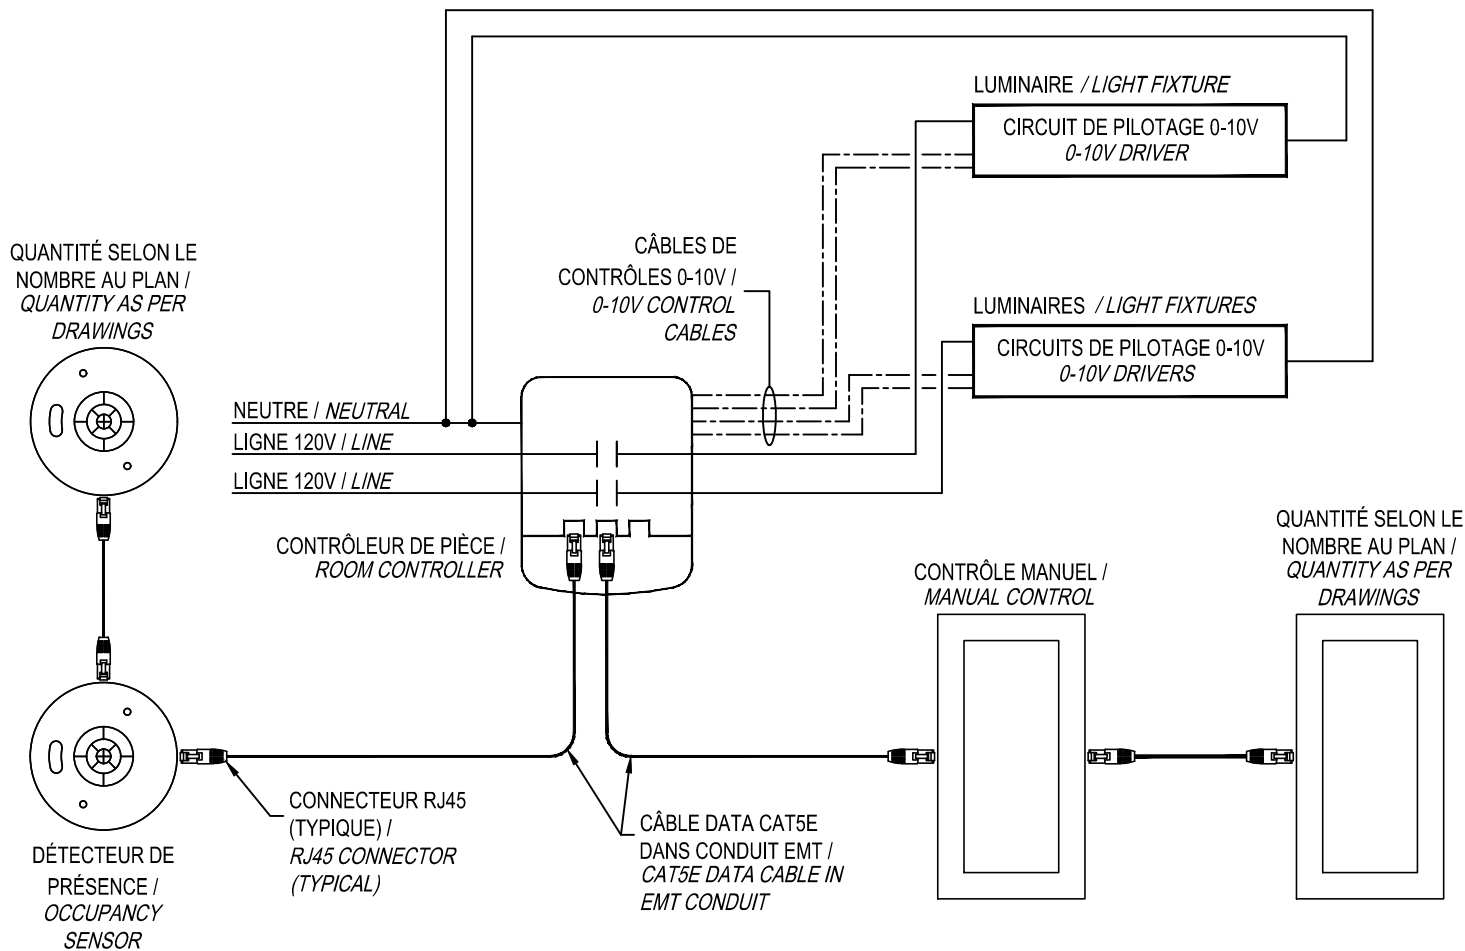 LUMINAIRE / LIGHT FIXTURE
CIRCUIT DE PILOTAGE 0-10V
0-10V DRIVER
QUANTITÉ SELON LE
NOMBRE AU PLAN /
QUANTITY AS PER
DRAWINGS
CÂBLES DE
CONTRÔLES 0-10V /
0-10V CONTROL
CABLES
LUMINAIRES / LIGHT FIXTURES
CIRCUITS DE PILOTAGE 0-10V
0-10V DRIVERS
NEUTRE / NEUTRAL
LIGNE 120V / LINE
LIGNE 120V / LINE
CONTRÔLEUR DE PIÈCE /
ROOM CONTROLLER
CONTRÔLE MANUEL /
MANUAL CONTROL
QUANTITÉ SELON LE
NOMBRE AU PLAN /
QUANTITY AS PER
DRAWINGS
CONNECTEUR RJ45
(TYPIQUE) /
RJ45 CONNECTOR
(TYPICAL)
CÂBLE DATA CAT5E
DANS CONDUIT EMT /
CAT5E DATA CABLE IN
EMT CONDUIT
DÉTECTEUR DE
PRÉSENCE /
OCCUPANCY
SENSOR